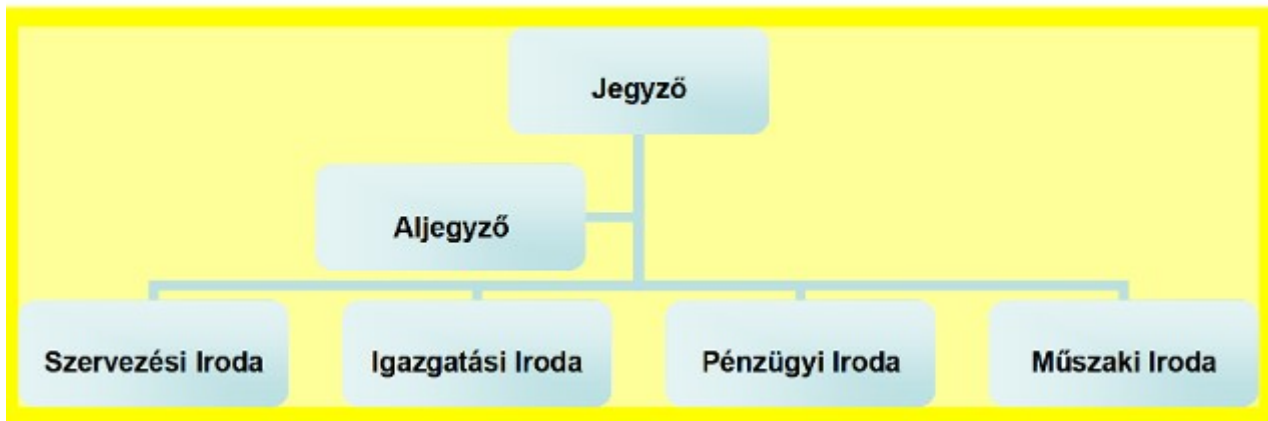 Jegyző
Aljegyző
Szervezési Iroda
Igazgatási Iroda
Pénzügyi Iroda
Műszaki Iroda